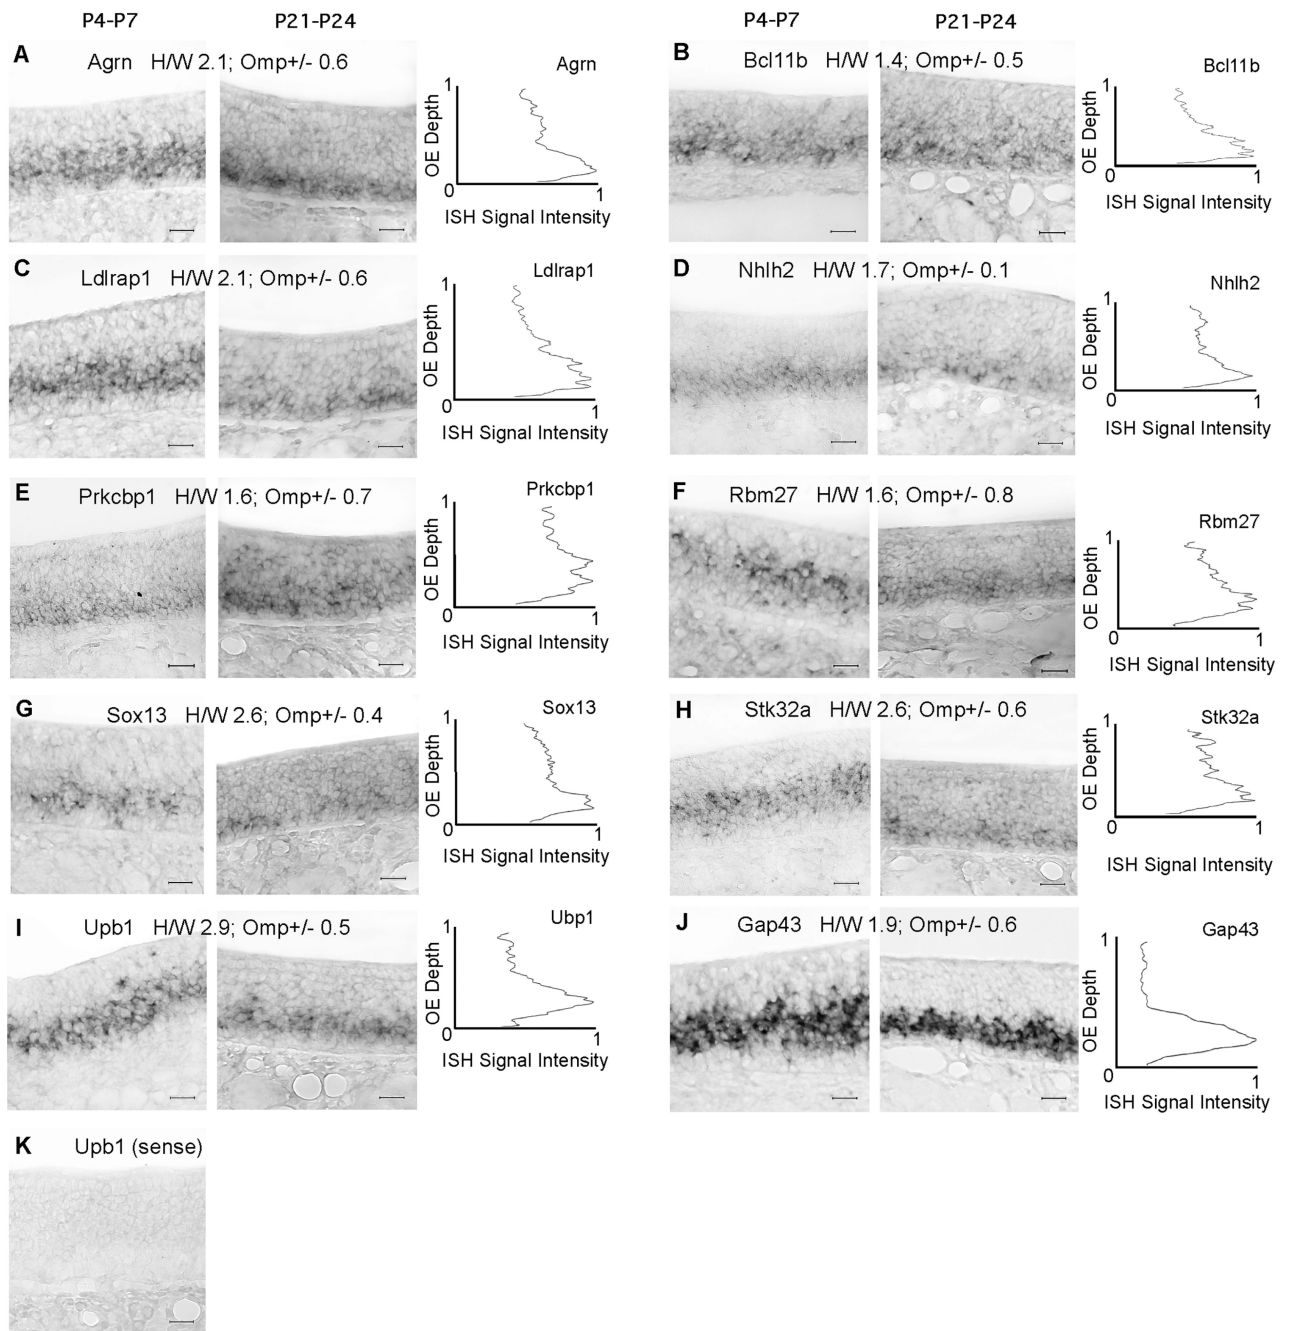 P4-P7 P21-P24 P4-P7 P21-P24
A Agrn H/W 2.1; Omp+/- 0.6
Agrn
1
OE Depth
0 1
ISH Signal Intensity
B Bcl11b H/W 1.4; Omp+/- 0.5
Bcl11b
1
OE Depth
0 1
ISH Signal Intensity
C Ldlrap1 H/W 2.1; Omp+/- 0.6
Ldlrap1
1
OE Depth
0 1
ISH Signal Intensity
D Nhlh2 H/W 1.7; Omp+/- 0.1
Nhlh2
1
OE Depth
0 1
ISH Signal Intensity
E Prkcbp1 H/W 1.6; Omp+/- 0.7
Prkcbp1
1
OE Depth
0 1
ISH Signal Intensity
F Rbm27 H/W 1.6; Omp+/- 0.8
Rbm27
1
OE Depth
0 1
ISH Signal Intensity
G Sox13 H/W 2.6; Omp+/- 0.4
Sox13
1
OE Depth
0 1
ISH Signal Intensity
H Stk32a H/W 2.6; Omp+/- 0.6
Stk32a
1
OE Depth
0 1
ISH Signal Intensity
I Upb1 H/W 2.9; Omp+/- 0.5
Ubp1
1
OE Depth
0 1
ISH Signal Intensity
J Gap43 H/W 1.9; Omp+/- 0.6
Gap43
1
OE Depth
0 1
ISH Signal Intensity
K Upb1 (sense)